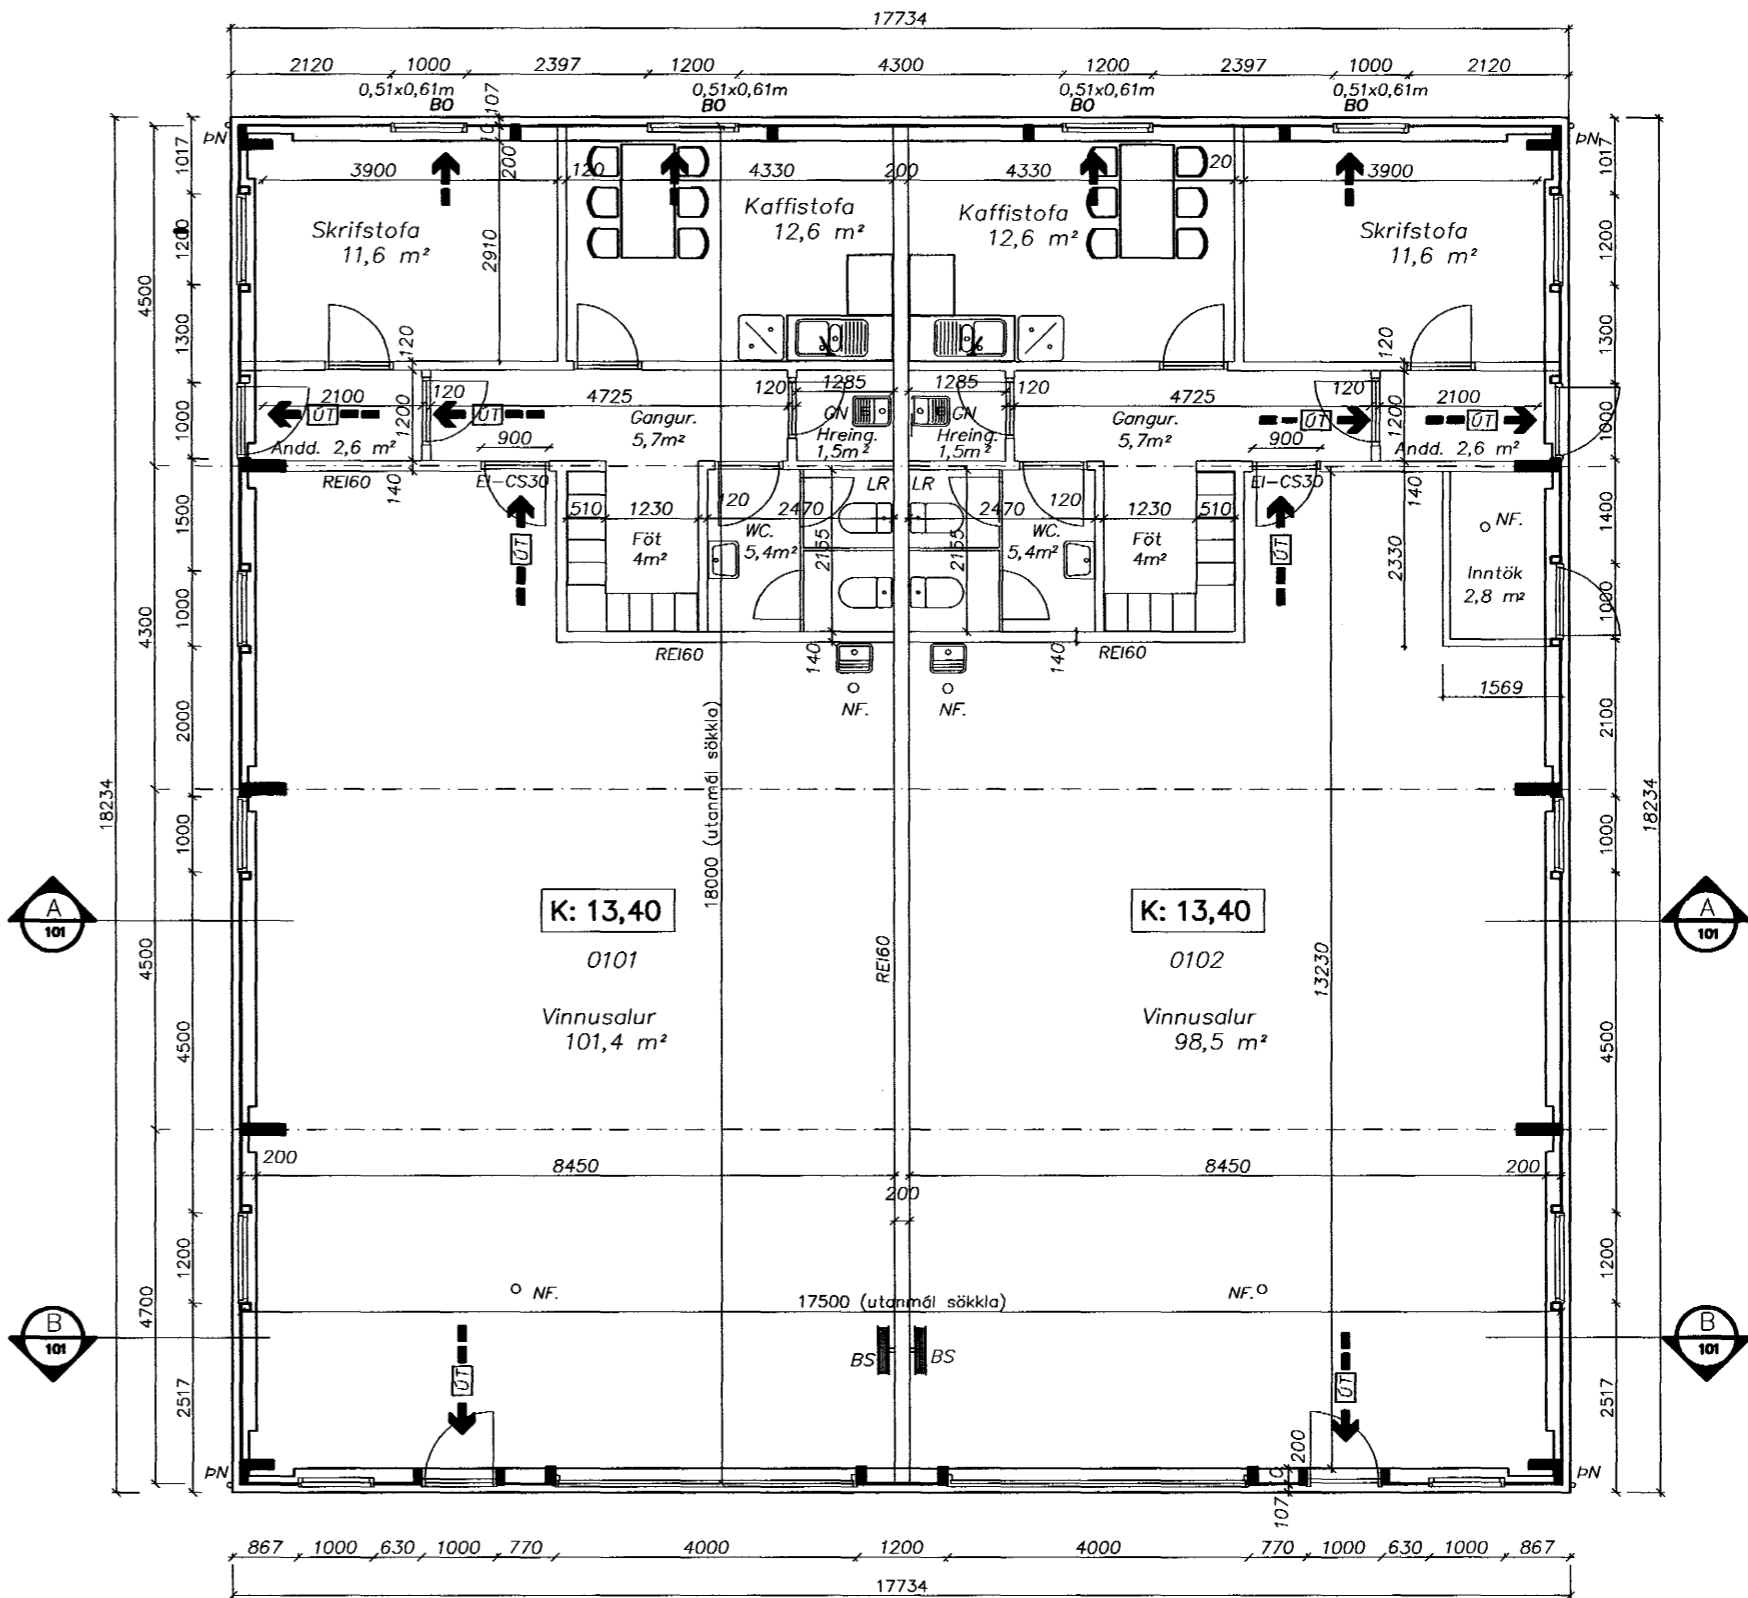 17734
2120 1000 2397 1200 4300 1200 2397 1000 2120
0,51x0,61m 0,51x0,61m 0,51x0,61m 0,51x0,61m
BO BO BO BO
107
ÞN ÞN
10
200
1017 1017
3900 120 4330 200 4330 20 3900
Skrifstofa
11,6 m²
Kaffistofa
12,6 m²
Kaffistofa
12,6 m²
Skrifstofa
11,6 m²
1200 2910 1200
4500
1300 120 120 1300
2100 120 4725 120 1285 1285 120 4725 120 2100
ÚT ÚT ÚT ÚT
1000 1200 1200 1000
Andd. 2,6 m²
900
Gangur.
5,7m²
GN
Hreing.
1,5m²
GN
Hreing.
1,5m²
Gangur.
5,7m²
900
Andd. 2,6 m²
REI60 140 EI-CS30 LR LR EI-CS30 140
1500 1400
510 1230 120 2470 2470 120 1230 510
NF.
ÚT
Föt
4m²
WC.
5,4m²
2155 2155
WC.
5,4m²
Föt
4m²
ÚT
2330
Inntök
2,8 m²
1000 1000
4300
REI60 140 140 REI60
1569
NF. NF.
2000 2100
18000 (utanmál sökkla)
18234 18234
1000 1000
A
101
K: 13,40
0101
K: 13,40
0102
A
101
4500
REI60
13230
Vinnusalur
101,4 m²
Vinnusalur
98,5 m²
4500 4500
200 8450 8450 200
200
1200 1200
NF. NF.
17500 (utanmál sökkla)
4700
B
101
BS BS
B
101
ÚT ÚT
2517 2517
200
ÞN ÞN
10
107
867 1000 630 1000 770 4000 1200 4000 770 1000 630 1000 867
17734